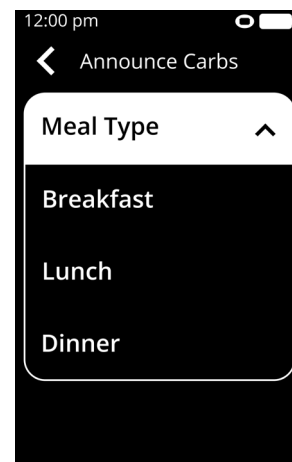 12:00 pm
Announce Carbs
Meal Type
Breakfast
Lunch
Dinner